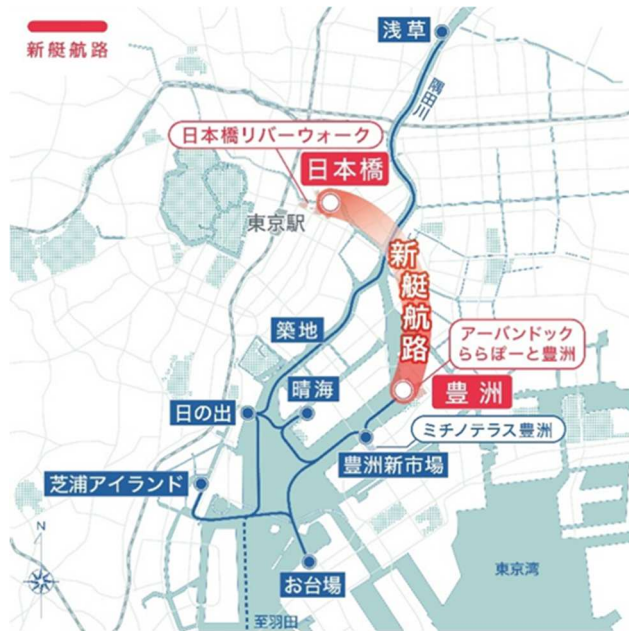 新艇航路
浅草
隅田川
日本橋リバーウォーク
日本橋
東京駅
新艇航路
築地
アーバンドック
ららぽーと豊洲
豊洲
晴海
日の出
ミチノテラス豊洲
豊洲新市場
芝浦アイランド
N
お台場
東京湾
至羽田